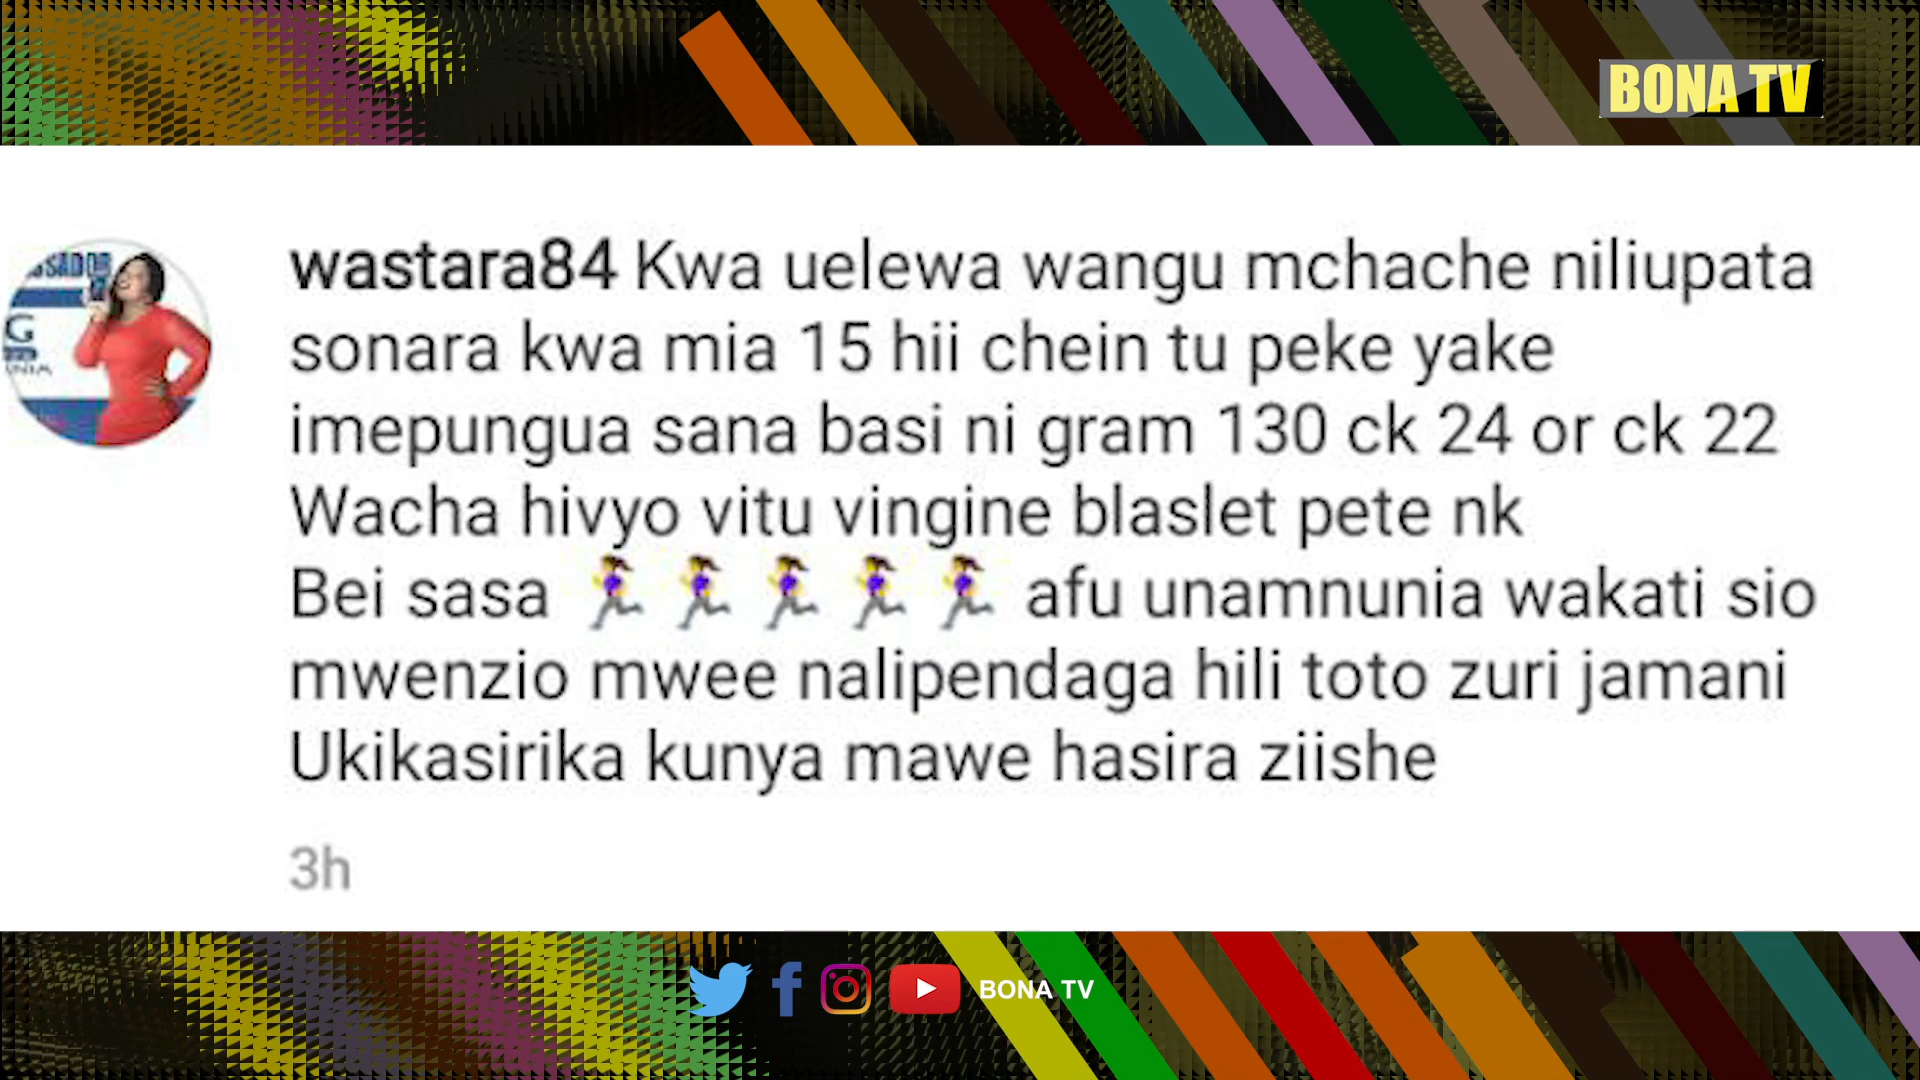 BONA TV
wastara84 Kwa uelewa wangu mchache niliupata
sonara kwa mia 15 hii chein tu peke yake
imepungua sana basi ni gram 130 ck 24 or ck 22
Wacha hivyo vitu vingine blaslet pete nk
Bei sasa 🏃‍♀️🏃‍♀️🏃‍♀️🏃‍♀️🏃‍♀️ afu unamnunia wakati sio
mwenzio mwee nalipendaga hili toto zuri jamani
Ukikasirika kunya mawe hasira ziishe
3h
BONA TV